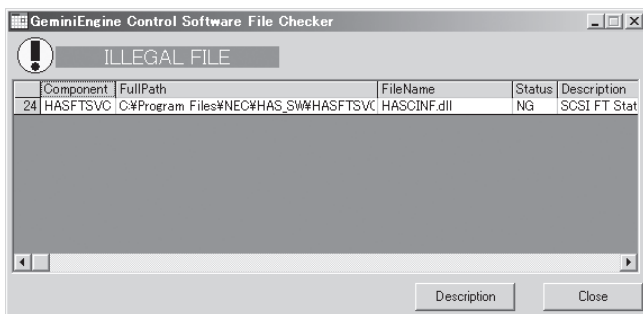 GeminiEngine Control Software File Checker
ILLEGAL FILE
Component FullPath FileName Status Description
24 HASFTSVC C:¥Program Files¥NEC¥HAS_SW¥HASFTSV( HASCINF.dll NG SCSI FT Stat
Description Close